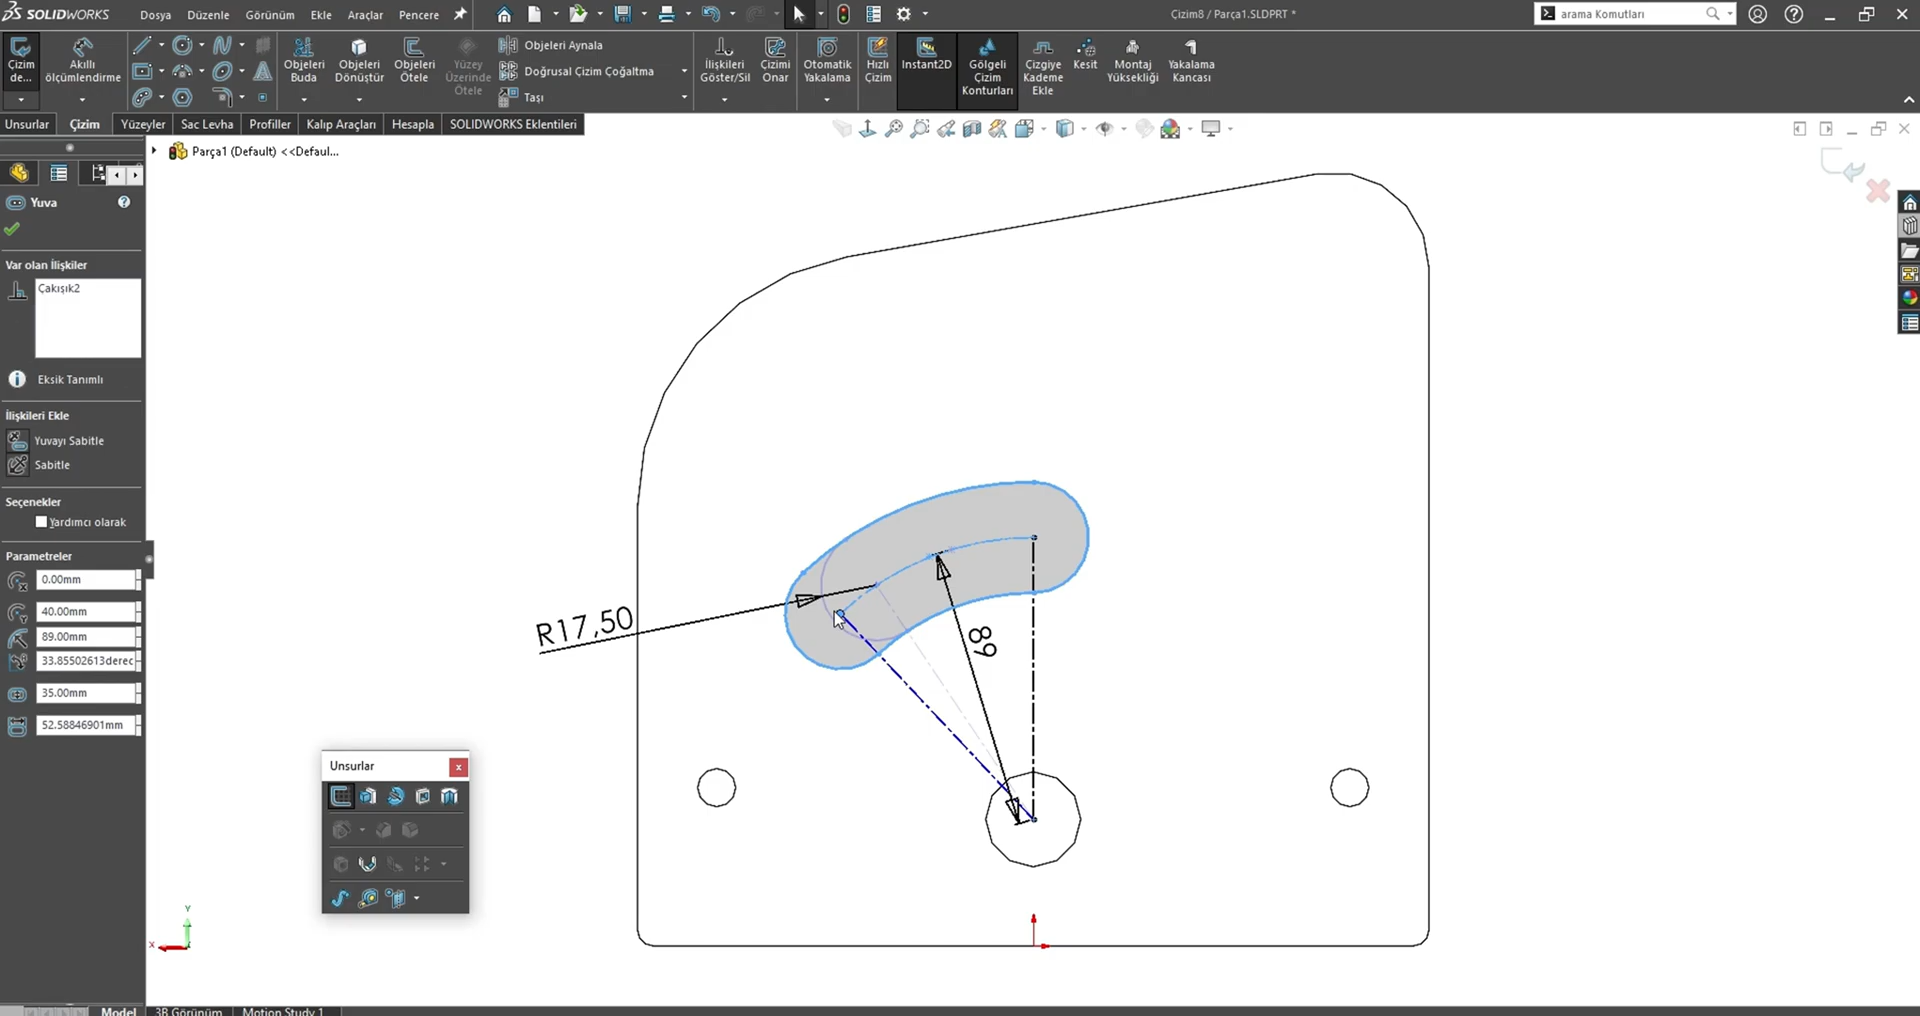 SOLIDWORKS
Dosya
Düzenle
Görünüm
Ekle
Araçlar
Pencere
Çizim8 / Parça1.SLDPRT *
arama Komutları
Çizim de...
Akıllı ölçümlendirme
Objeleri Buda
Objeleri Dönüştür
Objeleri Ötele
Yüzey Üzerinde Ötele
Objeleri Aynala
Doğrusal Çizim Çoğaltma
Taşı
İlişkileri Göster/Sil
Çizimi Onar
Otomatik Yakalama
Hızlı Çizim
Instant2D
Gölgeli Çizim Konturları
Çizgiye Kademe Ekle
Kesit
Montaj Yüksekliği
Yakalama Kancası
Unsurlar
Çizim
Yüzeyler
Sac Levha
Profiller
Kalıp Araçları
Hesapla
SOLIDWORKS Eklentileri
Parça1 (Default) <<Defaul...
Yuva
Var olan İlişkiler
Çakışık2
Eksik Tanımlı
İlişkileri Ekle
Yuvayı Sabitle
Sabitle
Seçenekler
Yardımcı olarak
Parametreler
0.00mm
40.00mm
89.00mm
33.85502613derec
35.00mm
52.58846901mm
R17,50
89
Unsurlar
Y
X
Model
3B Görünüm
Motion Study 1